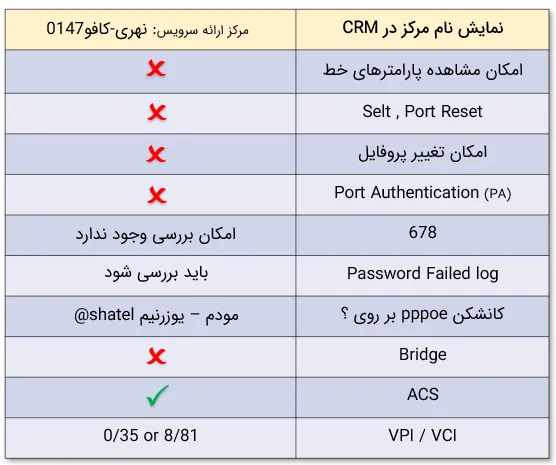 نمایش نام مرکز در CRM
مرکز ارائه سرویس: نهری-کافو0147
امکان مشاهده پارامترهای خط
Selt , Port Reset
امکان تغییر پروفایل
Port Authentication (PA)
678
امکان بررسی وجود ندارد
Password Failed log
باید بررسی شود
کانشکن pppoe بر روی ؟
مودم – یوزرنیم shatel@
Bridge
ACS
VPI / VCI
0/35 or 8/81